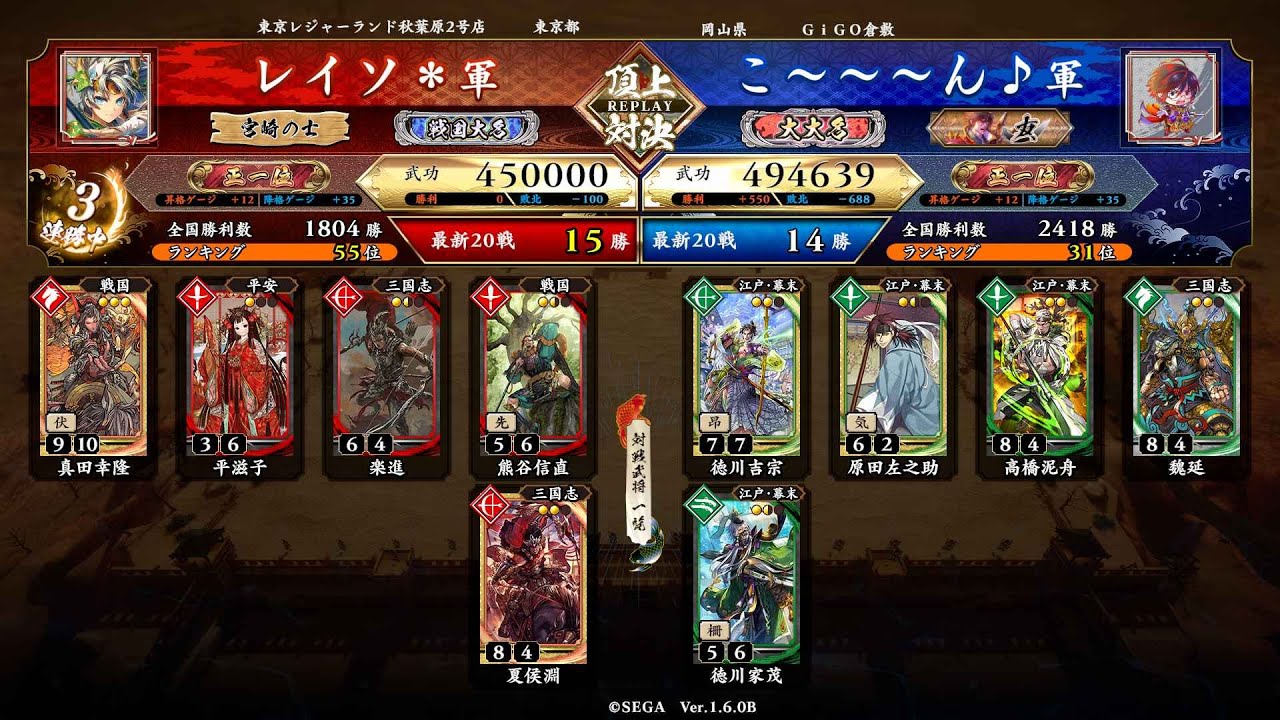 東京レジャーランド秋葉原2号店 東京都
岡山県 GiGO倉敷
レイソ＊軍
頂上
REPLAY
対決
こ～～～ん♪軍
宮崎の士
戦国大名
大大名
女
正一位
武功 450000
武功 494639
正一位
昇格ゲージ +12 降格ゲージ +35
勝利 0 敗北 -100
勝利 +550 敗北 -688
昇格ゲージ +12 降格ゲージ +35
3
連勝中
全国勝利数 1804勝
ランキング 55位
最新20戦 15勝
最新20戦 14勝
全国勝利数 2418勝
ランキング 31位
戦国
伏
9 10
真田幸隆
平安
3 6
平滋子
三国志
6 4
楽進
戦国
先
5 6
熊谷信直
三国志
8 4
夏侯淵
対戦武将一覧
江戸・幕末
昂
7 7
徳川吉宗
江戸・幕末
気
6 2
原田左之助
江戸・幕末
8 4
高橋泥舟
三国志
8 4
魏延
江戸・幕末
柵
5 6
徳川家茂
©SEGA Ver.1.6.0B